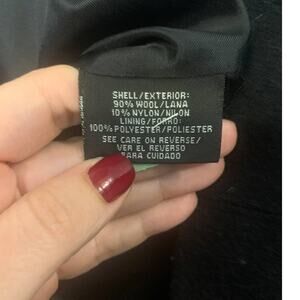 SHELL/EXTERIOR:
90% WOOL/LANA
10% NYLON/NILON
LINING/FORRO:
100% POLYESTER/POLIESTER
SEE CARE ON REVERSE/
VER EL REVERSO
PARA CUIDADO